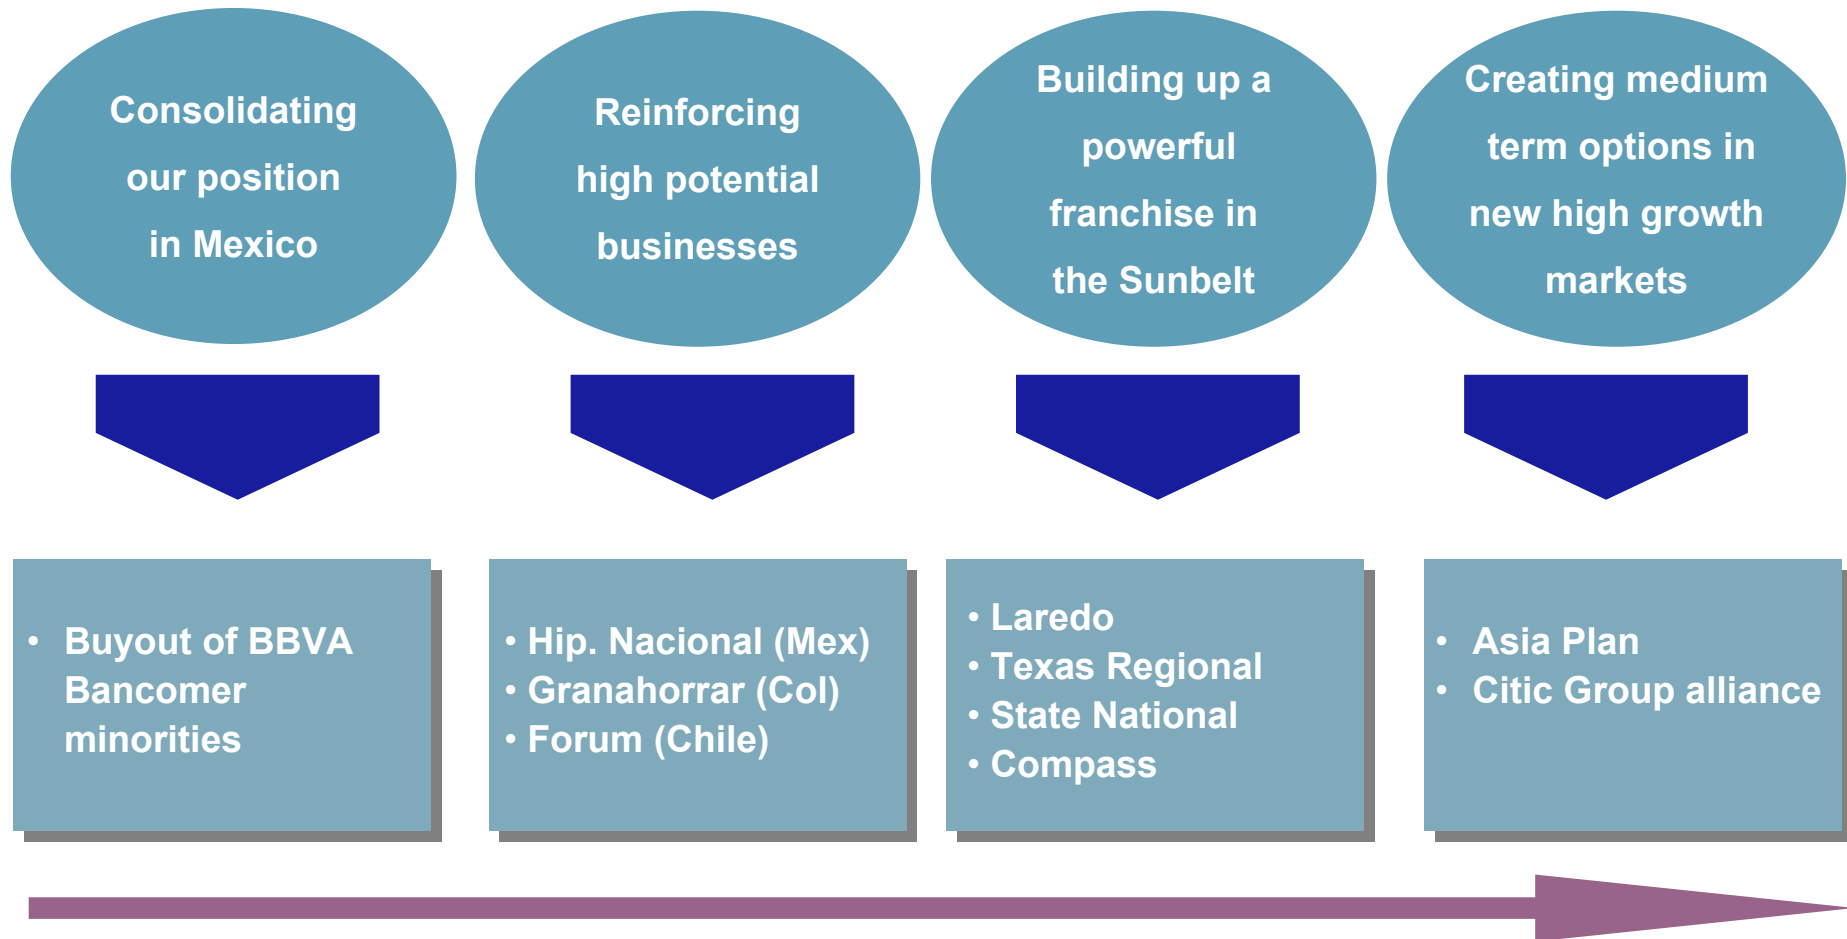 Consolidating
our position
in Mexico
Reinforcing
high potential
businesses
Building up a
powerful
franchise in
the Sunbelt
Creating medium
term options in
new high growth
markets
• Buyout of BBVA
Bancomer
minorities
• Hip. Nacional (Mex)
• Granahorrar (Col)
• Forum (Chile)
• Laredo
• Texas Regional
• State National
• Compass
• Asia Plan
• Citic Group alliance